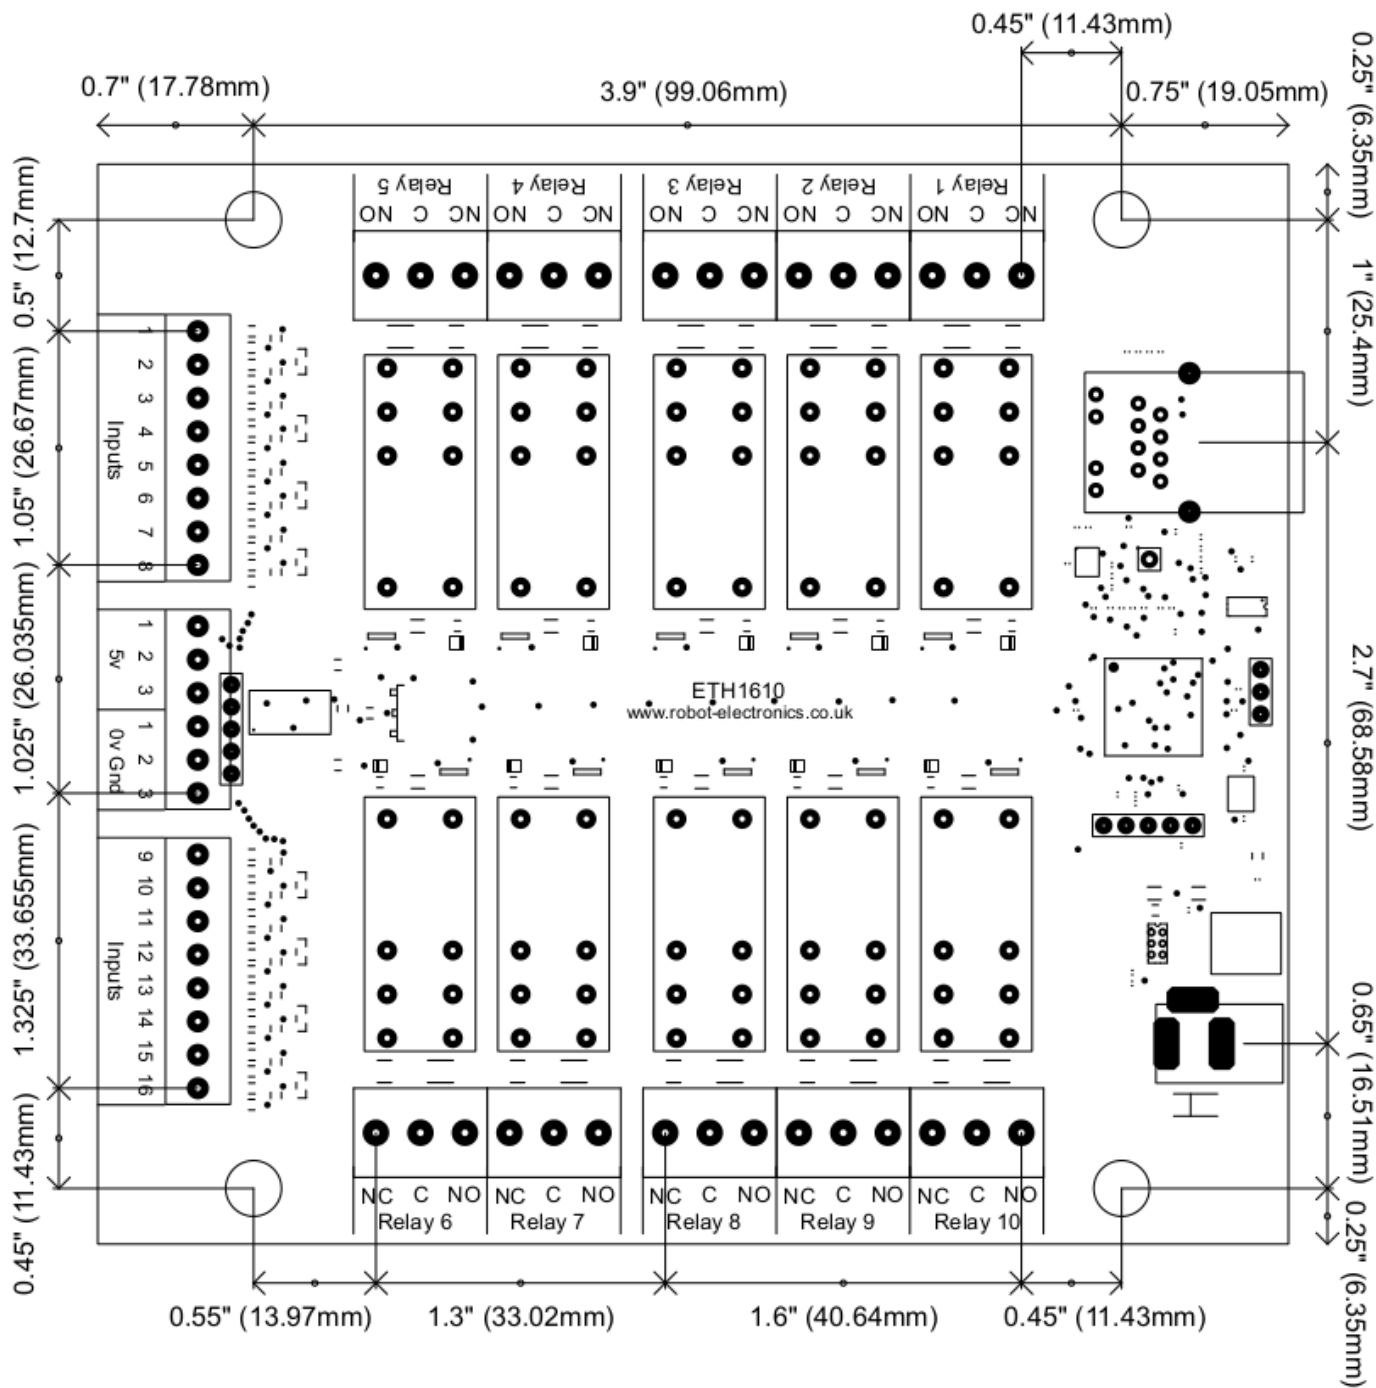 0.45" (11.43mm)
0.7" (17.78mm)
3.9" (99.06mm)
0.75" (19.05mm)
0.25" (6.35mm)
Relay 5
Relay 4
Relay 3
Relay 2
Relay 1
NO C NC
NO C NC
NO C NC
NO C NC
NO C NC
0.5" (12.7mm)
1" (25.4mm)
1.05" (26.67mm)
Inputs
1
2
3
4
5
6
7
8
1.025" (26.035mm)
5v
1
2
3
0v Gnd
1
2
3
ETH1610
www.robot-electronics.co.uk
2.7" (68.58mm)
1.325" (33.655mm)
Inputs
9
10
11
12
13
14
15
16
0.65" (16.51mm)
0.45" (11.43mm)
NC C NO
NC C NO
NC C NO
NC C NO
NC C NO
Relay 6
Relay 7
Relay 8
Relay 9
Relay 10
0.25" (6.35mm)
0.55" (13.97mm)
1.3" (33.02mm)
1.6" (40.64mm)
0.45" (11.43mm)